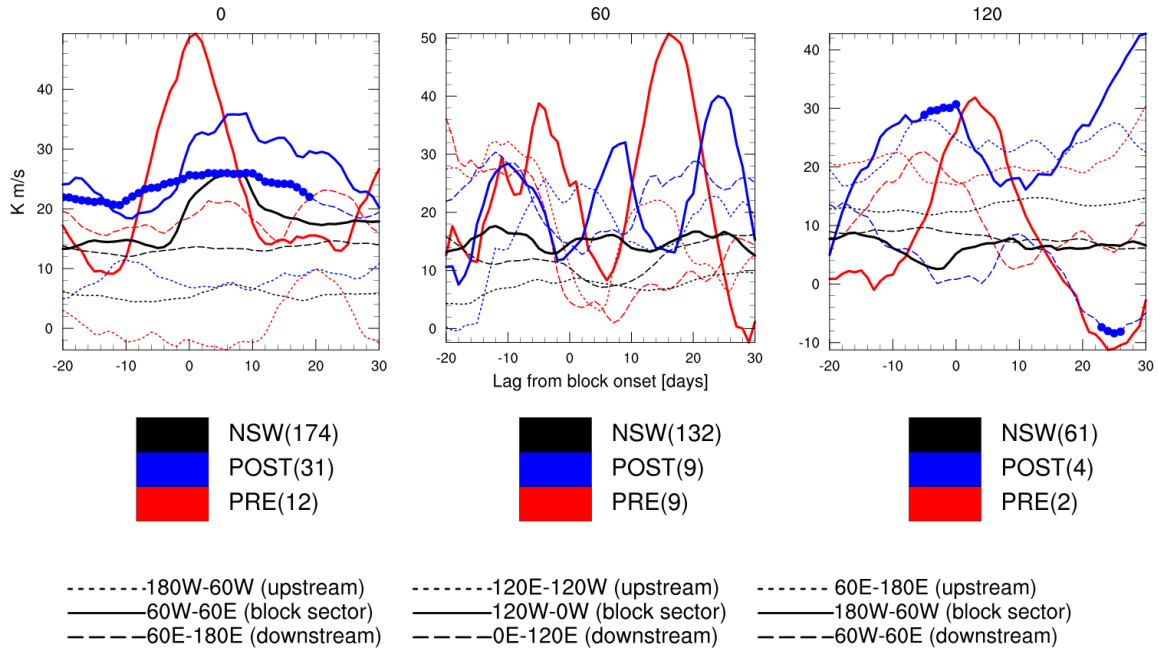 0 60 120
40
30
20
10
0
-20 -10 0 10 20 30
K m/s
50
40
30
20
10
0
-20 -10 0 10 20 30
Lag from block onset [days]
40
30
20
10
0
-10
-20 -10 0 10 20 30
NSW(174) NSW(132) NSW(61)
POST(31) POST(9) POST(4)
PRE(12) PRE(9) PRE(2)
180W-60W (upstream) 120E-120W (upstream) 60E-180E (upstream)
60W-60E (block sector) 120W-0W (block sector) 180W-60W (block sector)
60E-180E (downstream) 0E-120E (downstream) 60W-60E (downstream)